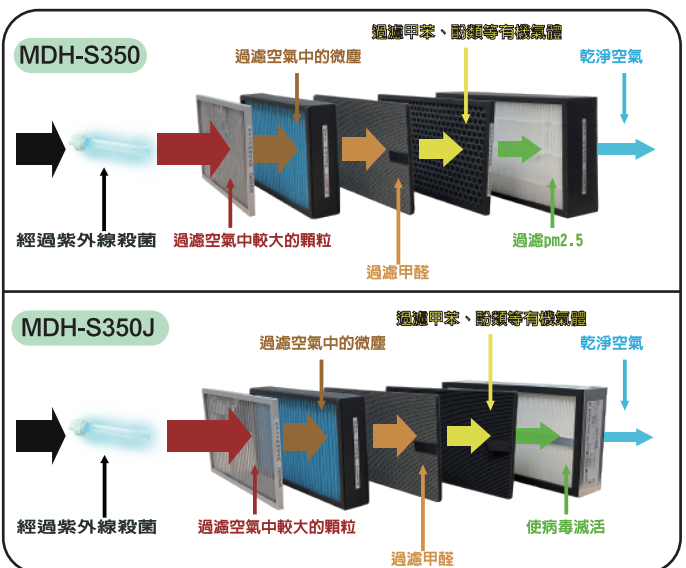 MDH-S350
過濾甲苯、酚類等有機氣體
過濾空氣中的微塵
乾淨空氣
經過紫外線殺菌
過濾空氣中較大的顆粒
過濾pm2.5
過濾甲醛
MDH-S350J
過濾甲苯、酚類等有機氣體
過濾空氣中的微塵
乾淨空氣
經過紫外線殺菌
過濾空氣中較大的顆粒
使病毒滅活
過濾甲醛